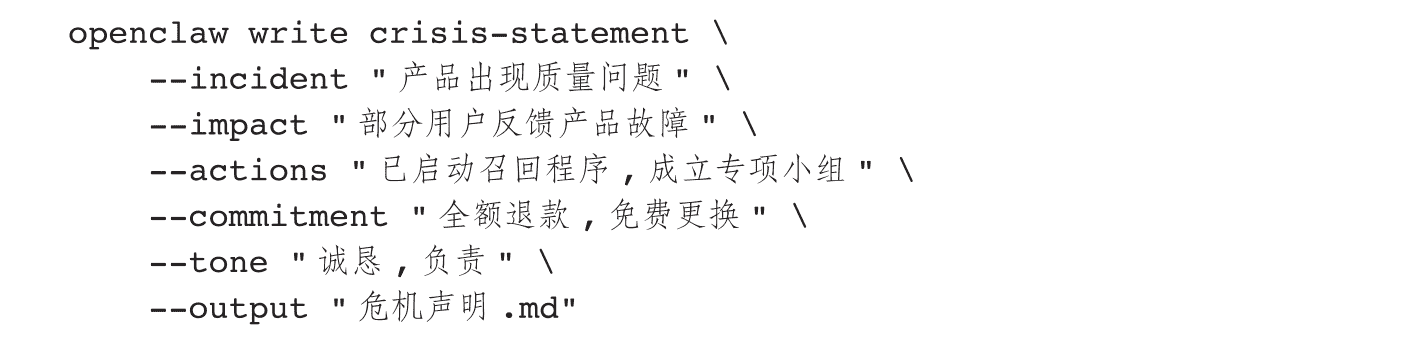 openclaw write crisis-statement \
--incident "产品出现质量问题" \
--impact "部分用户反馈产品故障" \
--actions "已启动召回程序,成立专项小组" \
--commitment "全额退款,免费更换" \
--tone "诚恳,负责" \
--output "危机声明.md"